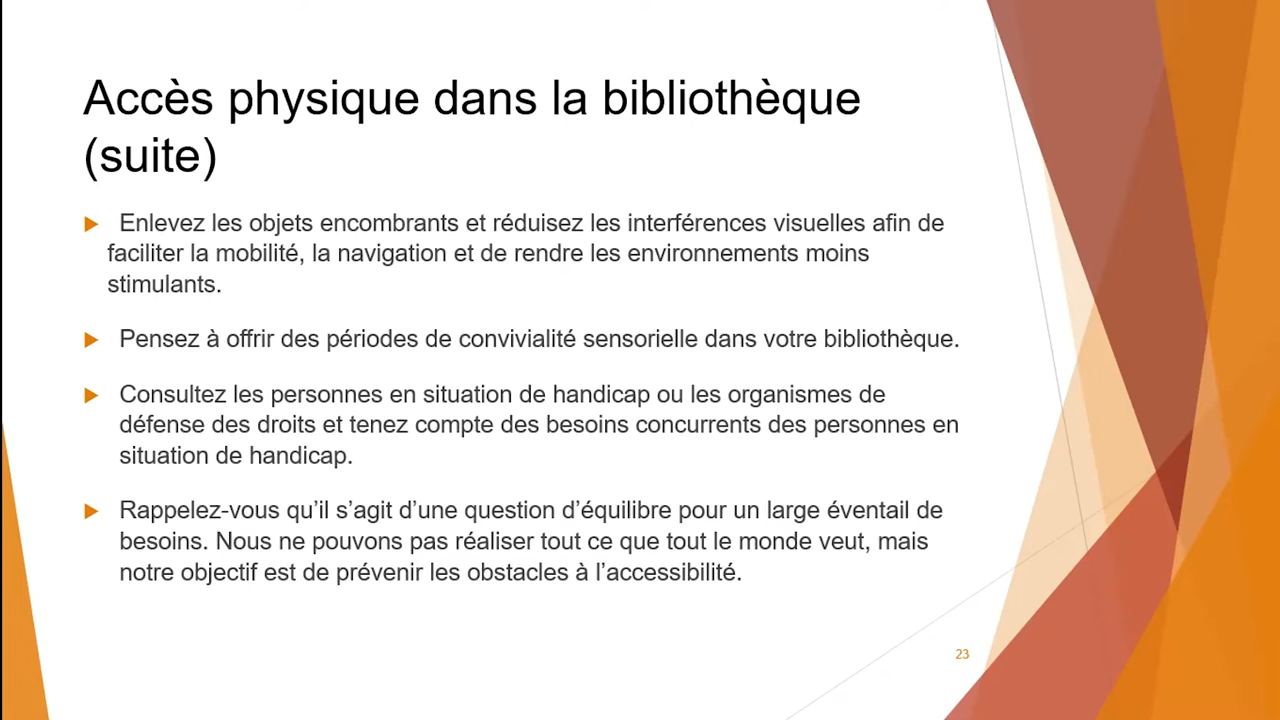 Accès physique dans la bibliothèque
(suite)
Enlevez les objets encombrants et réduisez les interférences visuelles afin de
faciliter la mobilité, la navigation et de rendre les environnements moins
stimulants.
Pensez à offrir des périodes de convivialité sensorielle dans votre bibliothèque.
Consultez les personnes en situation de handicap ou les organismes de
défense des droits et tenez compte des besoins concurrents des personnes en
situation de handicap.
Rappelez-vous qu’il s’agit d’une question d’équilibre pour un large éventail de
besoins. Nous ne pouvons pas réaliser tout ce que tout le monde veut, mais
notre objectif est de prévenir les obstacles à l’accessibilité.
23